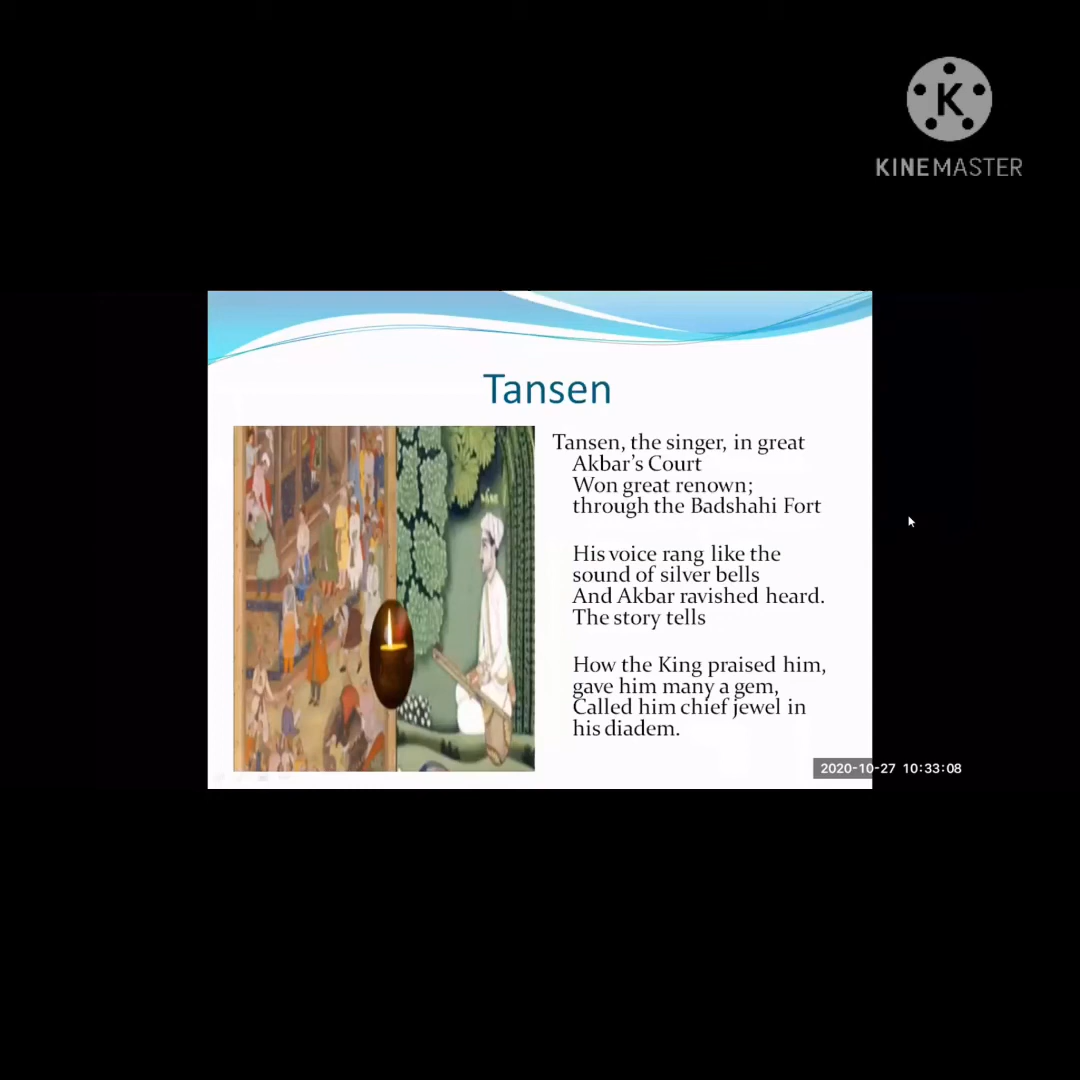 K
KINEMASTER
Tansen
Tansen, the singer, in great
Akbar's Court
Won great renown;
through the Badshahi Fort
His voice rang like the
sound of silver bells
And Akbar ravished heard.
The story tells
How the King praised him,
gave him many a gem,
Called him chief jewel in
his diadem.
2020-10-27 10:33:08